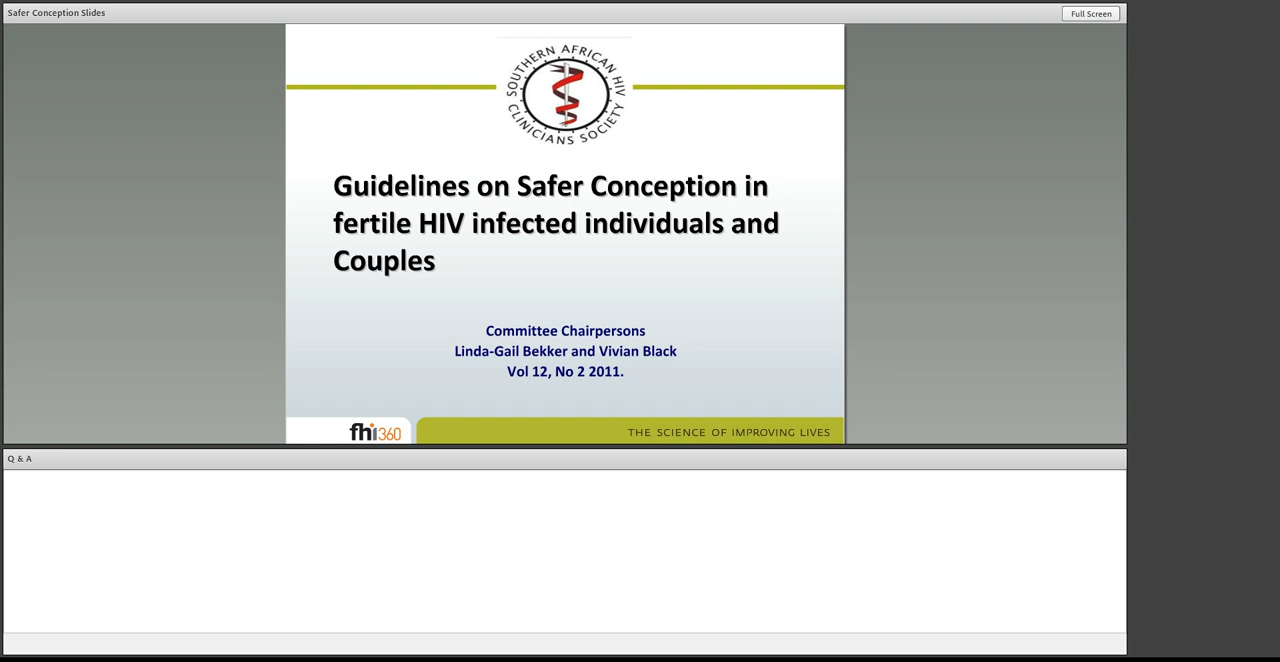 Safer Conception Slides
Full Screen
SOUTHERN AFRICAN HIV
CLINICIANS SOCIETY
Guidelines on Safer Conception in
fertile HIV infected individuals and
Couples
Committee Chairpersons
Linda-Gail Bekker and Vivian Black
Vol 12, No 2 2011.
fhi360
THE SCIENCE OF IMPROVING LIVES
Q & A